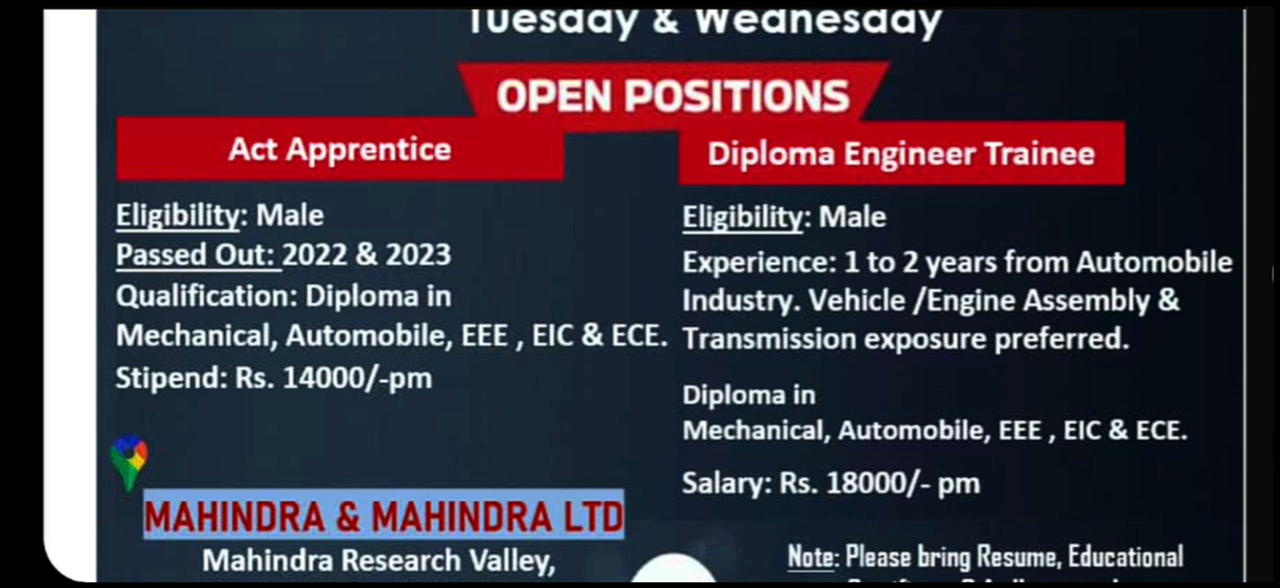 Tuesday & Wednesday
OPEN POSITIONS
Act Apprentice
Eligibility: Male
Passed Out: 2022 & 2023
Qualification: Diploma in
Mechanical, Automobile, EEE , EIC & ECE.
Stipend: Rs. 14000/-pm
Diploma Engineer Trainee
Eligibility: Male
Experience: 1 to 2 years from Automobile
Industry. Vehicle /Engine Assembly &
Transmission exposure preferred.
Diploma in
Mechanical, Automobile, EEE , EIC & ECE.
Salary: Rs. 18000/- pm
MAHINDRA & MAHINDRA LTD
Mahindra Research Valley,
Note: Please bring Resume, Educational